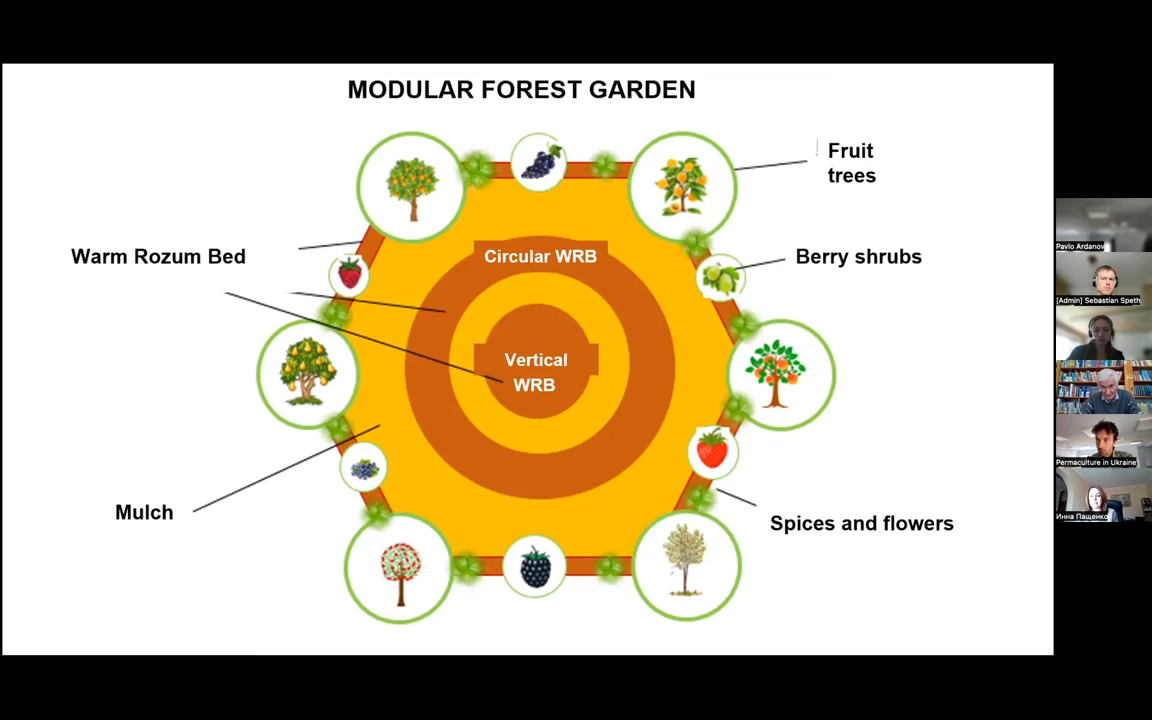 MODULAR FOREST GARDEN
Fruit
trees
Warm Rozum Bed
Circular WRB
Berry shrubs
Vertical
WRB
Mulch
Spices and flowers
Pavlo Ardanov
[Admin] Sebastian Speth
Permaculture in Ukraine
Инна Пащенко